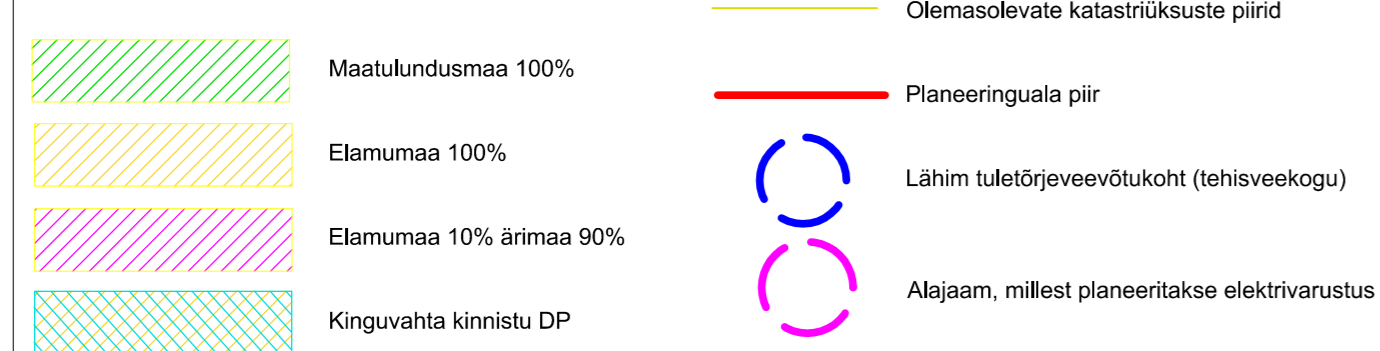 Maatulundusmaa 100%
Elamumaa 100%
Elamumaa 10% ärimaa 90%
Kinguvahta kinnistu DP
Olemasolevate katastriüksuste piirid
Planeeringuala piir
Lähim tuletõrjeveevõtukoht (tehisveekogu)
Alajaam, millest planeeritakse elektrivarustus